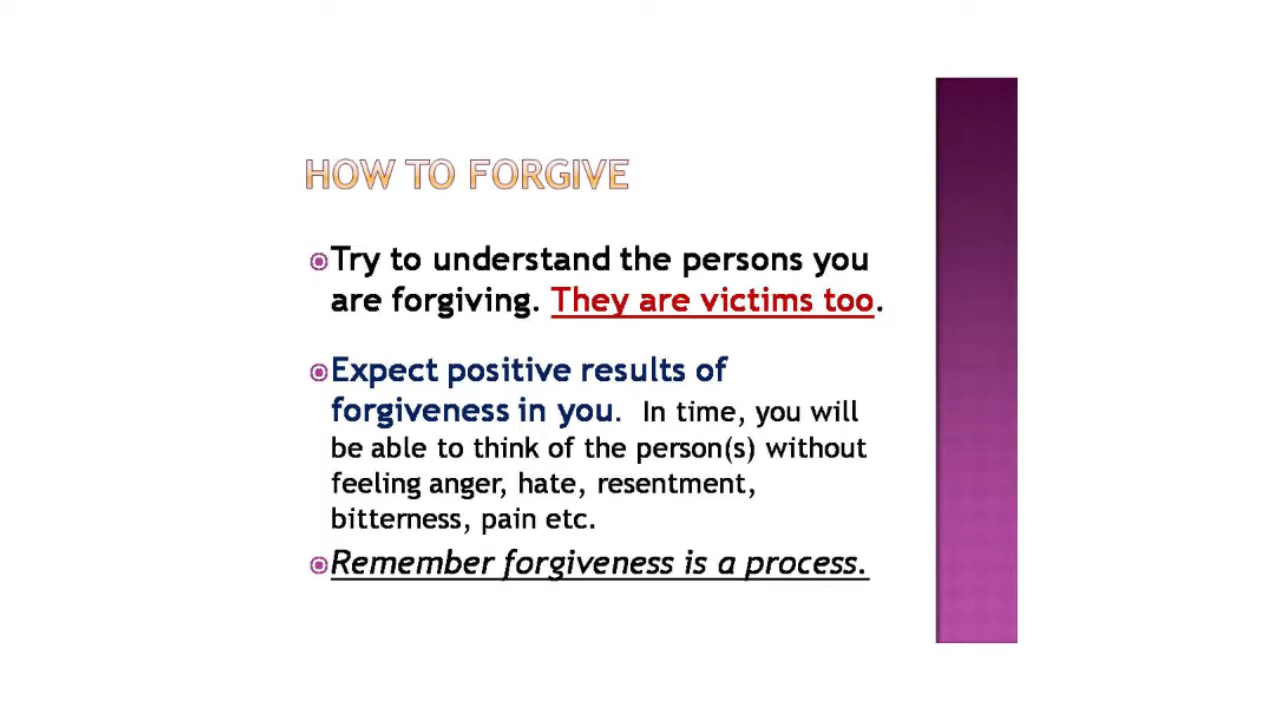 HOW TO FORGIVE
Try to understand the persons you
are forgiving. They are victims too.
Expect positive results of
forgiveness in you. In time, you will
be able to think of the person(s) without
feeling anger, hate, resentment,
bitterness, pain etc.
Remember forgiveness is a process.